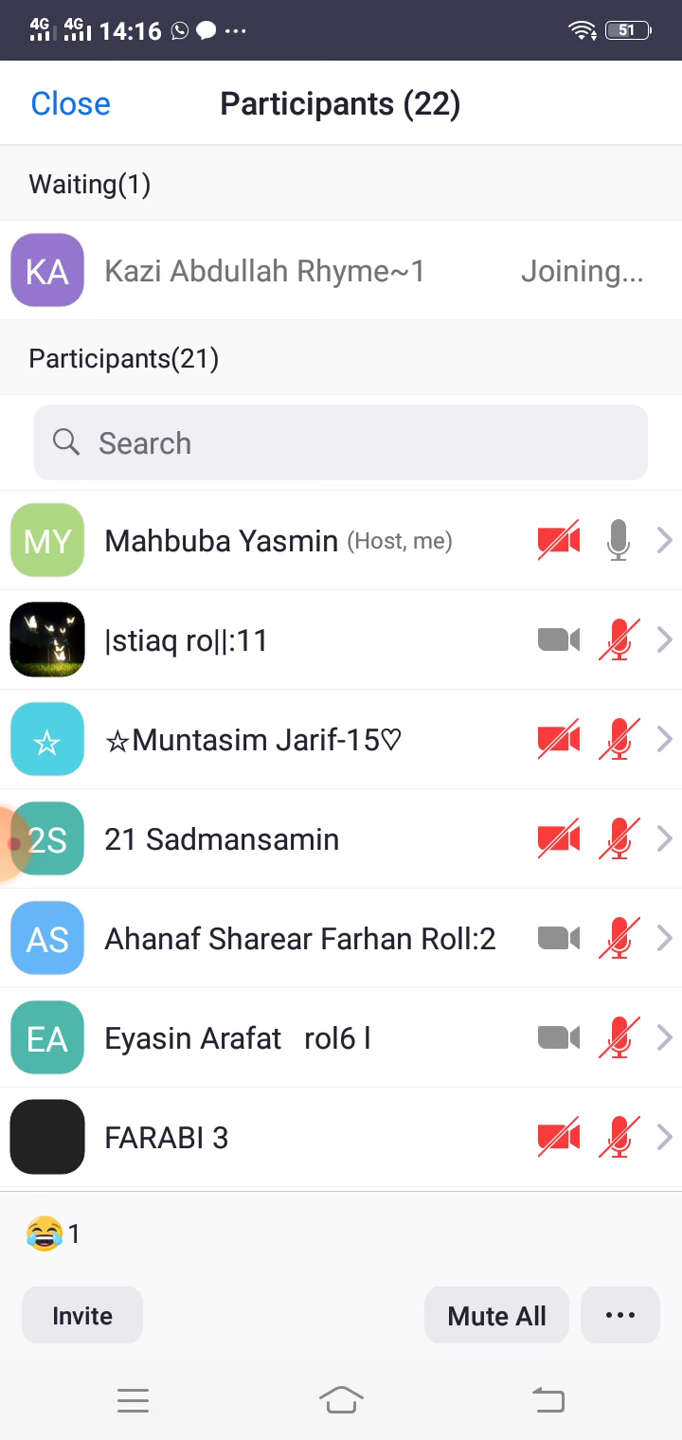 4G 4G 14:16 51
Close Participants (22)
Waiting(1)
KA Kazi Abdullah Rhyme~1 Joining...
Participants(21)
Search
MY Mahbuba Yasmin (Host, me)
|stiaq ro||:11
☆ ☆Muntasim Jarif-15♡
2S 21 Sadmansamin
AS Ahanaf Sharear Farhan Roll:2
EA Eyasin Arafat rol6 l
FARABI 3
😂 1
Invite Mute All ...